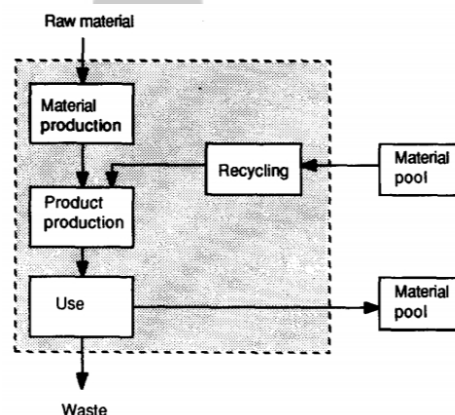 Raw material
Material
production
Recycling
Material
pool
Product
production
Use
Material
pool
Waste